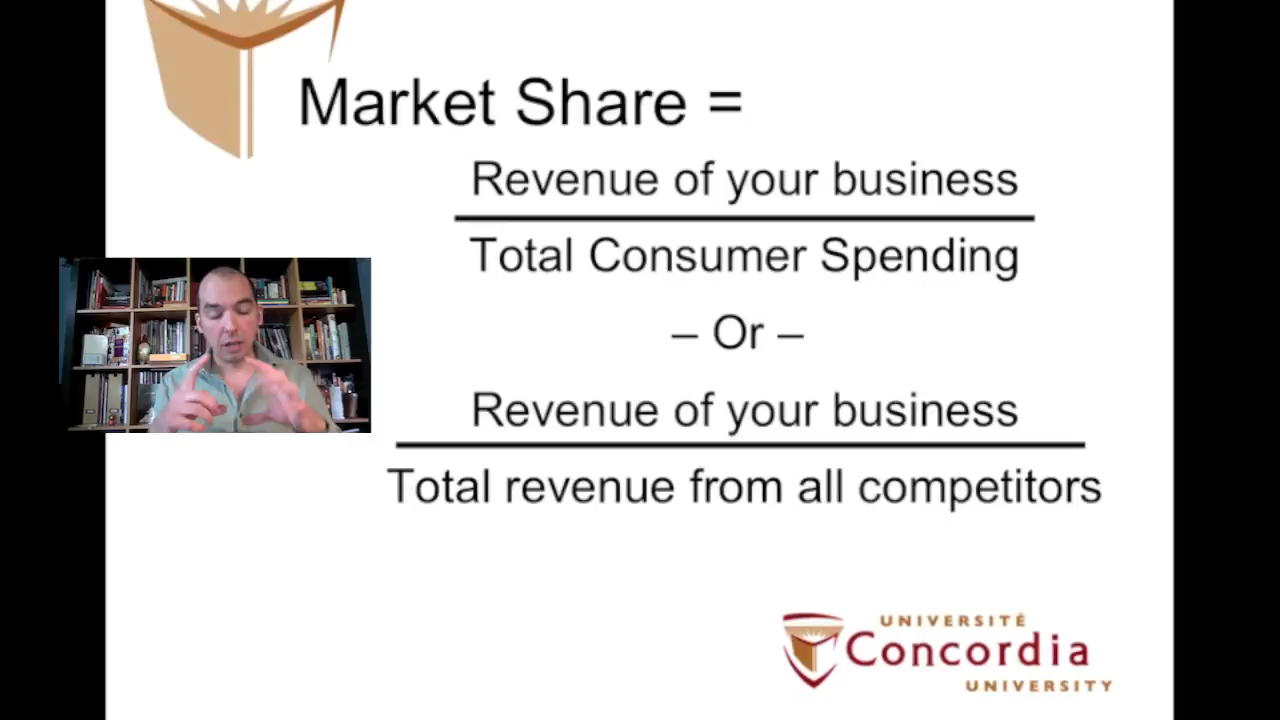 Market Share =
Revenue of your business
Total Consumer Spending
– Or –
Revenue of your business
Total revenue from all competitors
UNIVERSITÉ
Concordia
UNIVERSITY